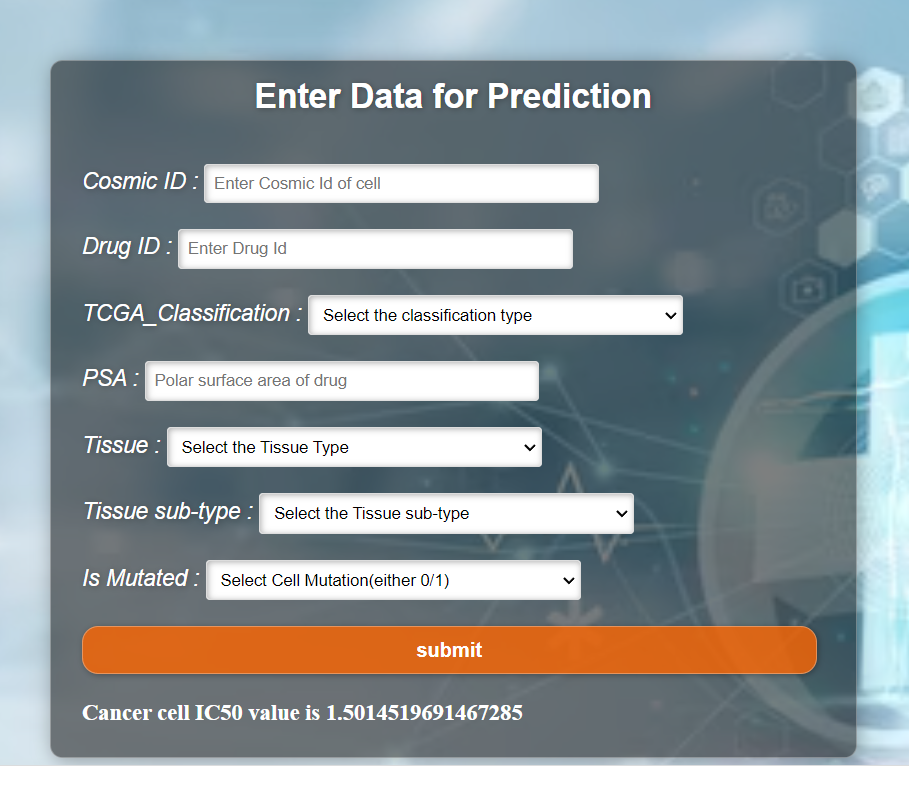 Enter Data for Prediction
Cosmic ID : Enter Cosmic Id of cell
Drug ID : Enter Drug Id
TCGA_Classification : Select the classification type
PSA : Polar surface area of drug
Tissue : Select the Tissue Type
Tissue sub-type : Select the Tissue sub-type
Is Mutated : Select Cell Mutation(either 0/1)
submit
Cancer cell IC50 value is 1.5014519691467285